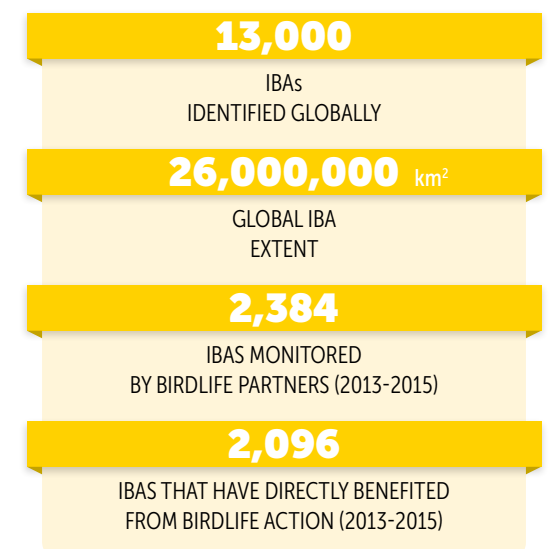 13,000
IBAs
IDENTIFIED GLOBALLY
26,000,000 km²
GLOBAL IBA
EXTENT
2,384
IBAS MONITORED
BY BIRDLIFE PARTNERS (2013-2015)
2,096
IBAS THAT HAVE DIRECTLY BENEFITED
FROM BIRDLIFE ACTION (2013-2015)